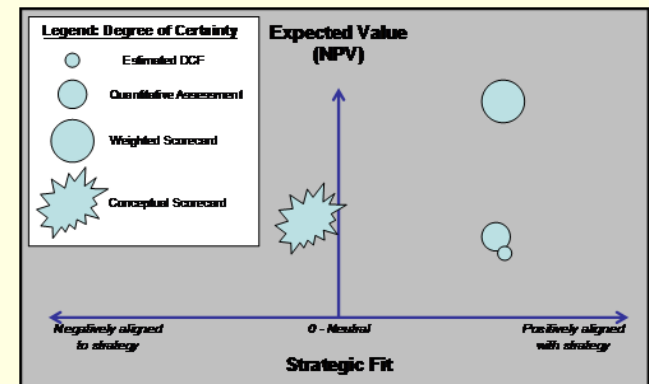 Legend: Degree of Certainty
Estimated DCF
Quantitative Assessment
Weighted Scorecard
Conceptual Scorecard
Expected Value
(NPV)
Negatively aligned
to strategy
0 - Neutral
Positively aligned
with strategy
Strategic Fit